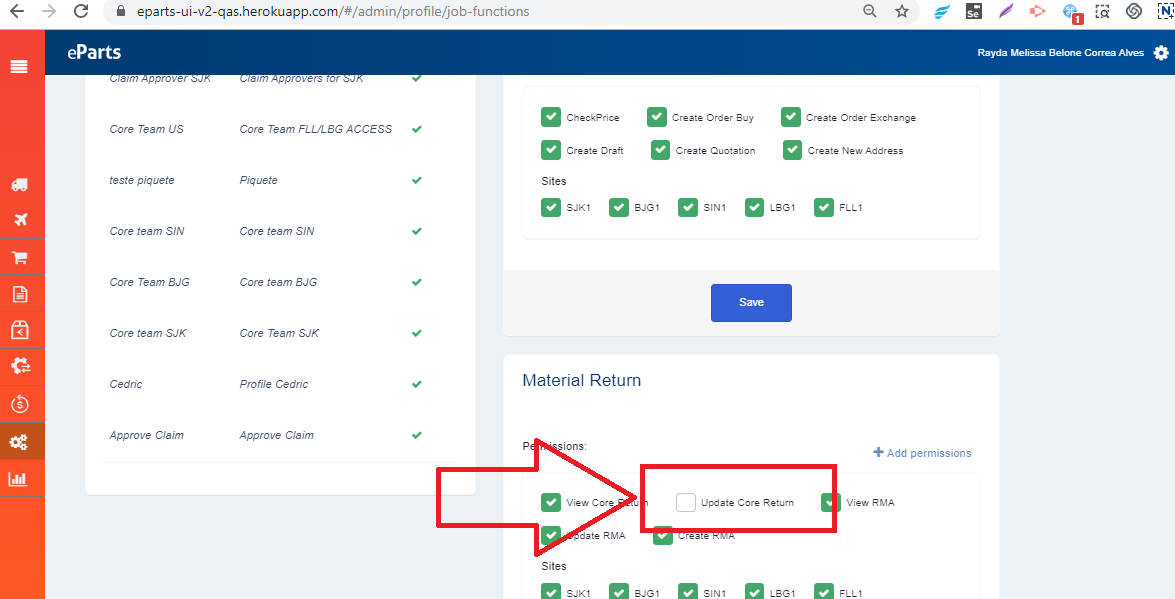 eparts-ui-v2-qas.herokuapp.com/#/admin/profile/job-functions
Se
1
N
eParts
Rayda Melissa Belone Correa Alves
Claim Approver SJK Claim Approvers for SJK
Core Team US Core Team FLL/LBG ACCESS
teste piquete Piquete
Core team SIN Core team SIN
Core Team BJG Core team BJG
Core team SJK Core Team SJK
Cedric Profile Cedric
Approve Claim Approve Claim
CheckPrice Create Order Buy Create Order Exchange
Create Draft Create Quotation Create New Address
Sites
SJK1 BJG1 SIN1 LBG1 FLL1
Save
Material Return
Permissions:
+ Add permissions
View Core Return Update Core Return View RMA
Update RMA Create RMA
Sites
SJK1 BJG1 SIN1 LBG1 FLL1